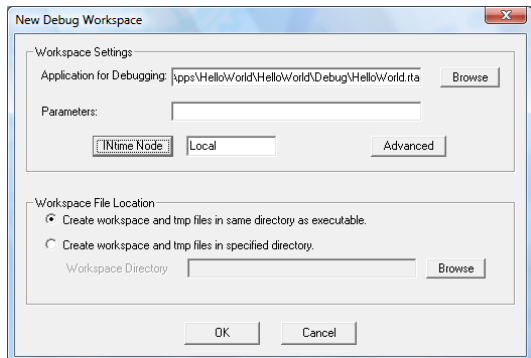 New Debug Workspace
Workspace Settings
Application for Debugging: \pps\HelloWorld\HelloWorld\Debug\HelloWorld.rta Browse
Parameters:
INtime Node Local Advanced
Workspace File Location
Create workspace and tmp files in same directory as executable.
Create workspace and tmp files in specified directory.
Workspace Directory Browse
OK Cancel